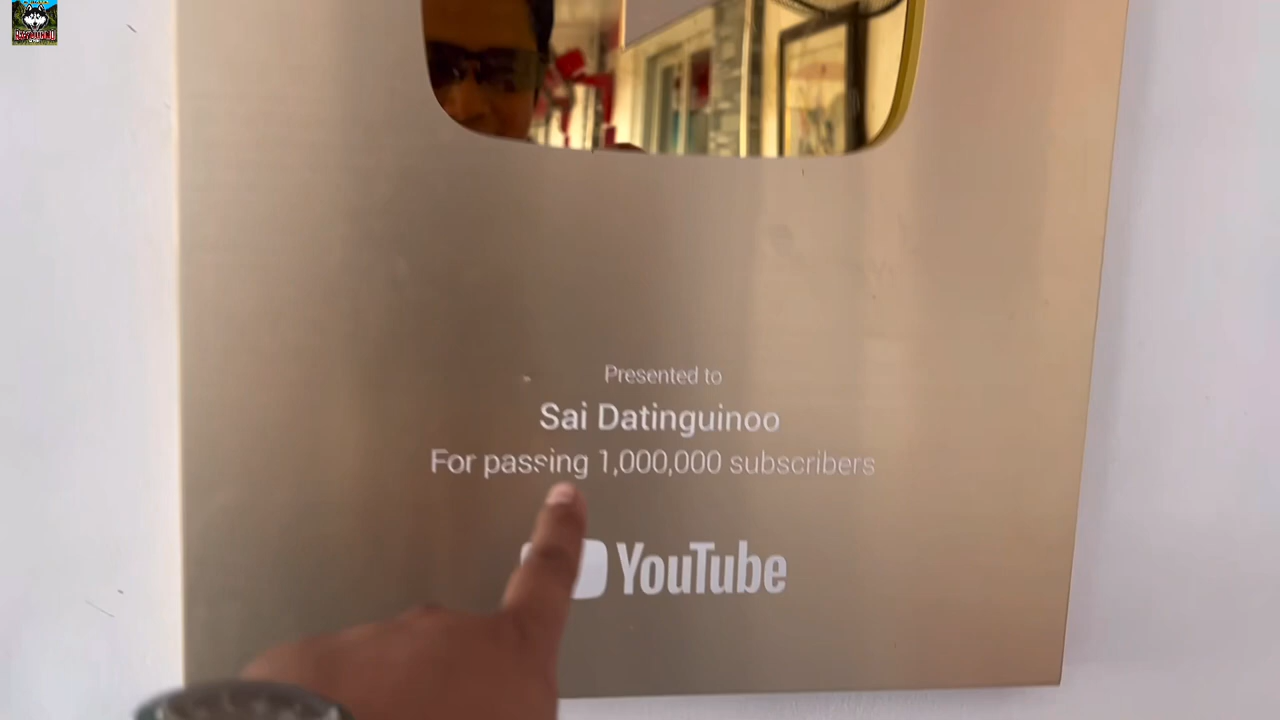 Presented to
Sai Datinguinoo
For passing 1,000,000 subscribers
YouTube